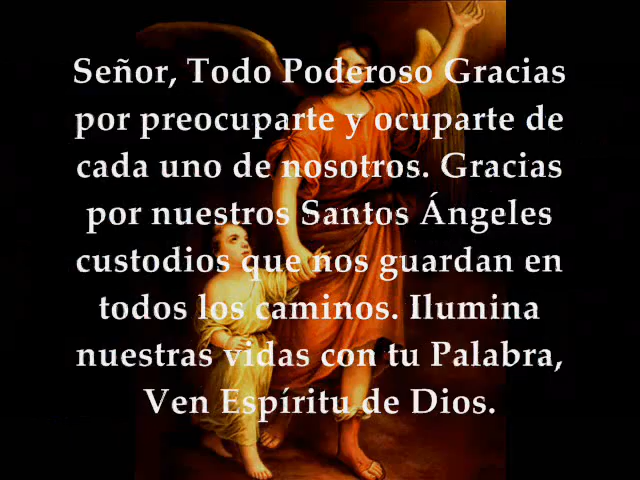 Señor, Todo Poderoso Gracias
por preocuparte y ocuparte de
cada uno de nosotros. Gracias
por nuestros Santos Ángeles
custodios que nos guardan en
todos los caminos. Ilumina
nuestras vidas con tu Palabra,
Ven Espíritu de Dios.